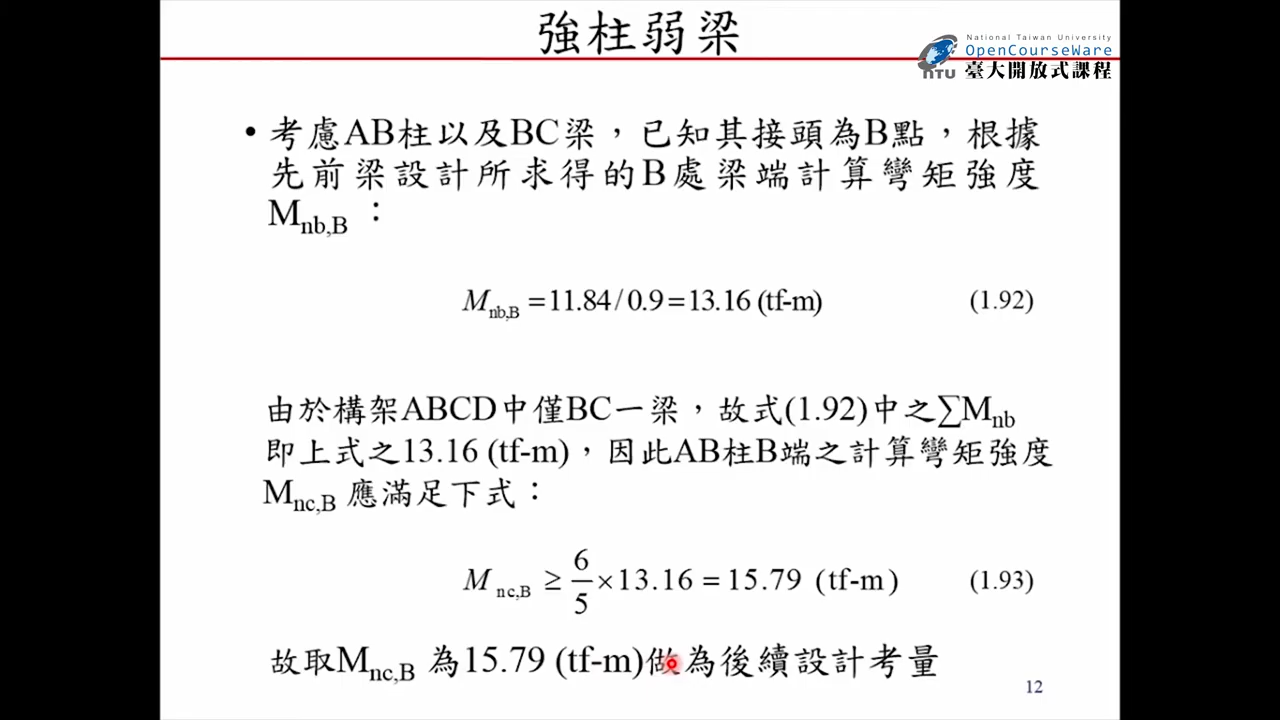 強柱弱梁
National Taiwan University
OpenCourseWare
NTU 臺大開放式課程
• 考慮AB柱以及BC梁，已知其接頭為B點，根據
先前梁設計所求得的B處梁端計算彎矩強度
Mnb,B：
Mnb,B =11.84/0.9=13.16 (tf-m) (1.92)
由於構架ABCD中僅BC一梁，故式(1.92)中之∑Mnb
即上式之13.16 (tf-m)，因此AB柱B端之計算彎矩強度
Mnc,B 應滿足下式：
M nc,B ≥ 6/5 ×13.16 = 15.79 (tf-m) (1.93)
故取Mnc,B 為15.79 (tf-m)做為後續設計考量
12